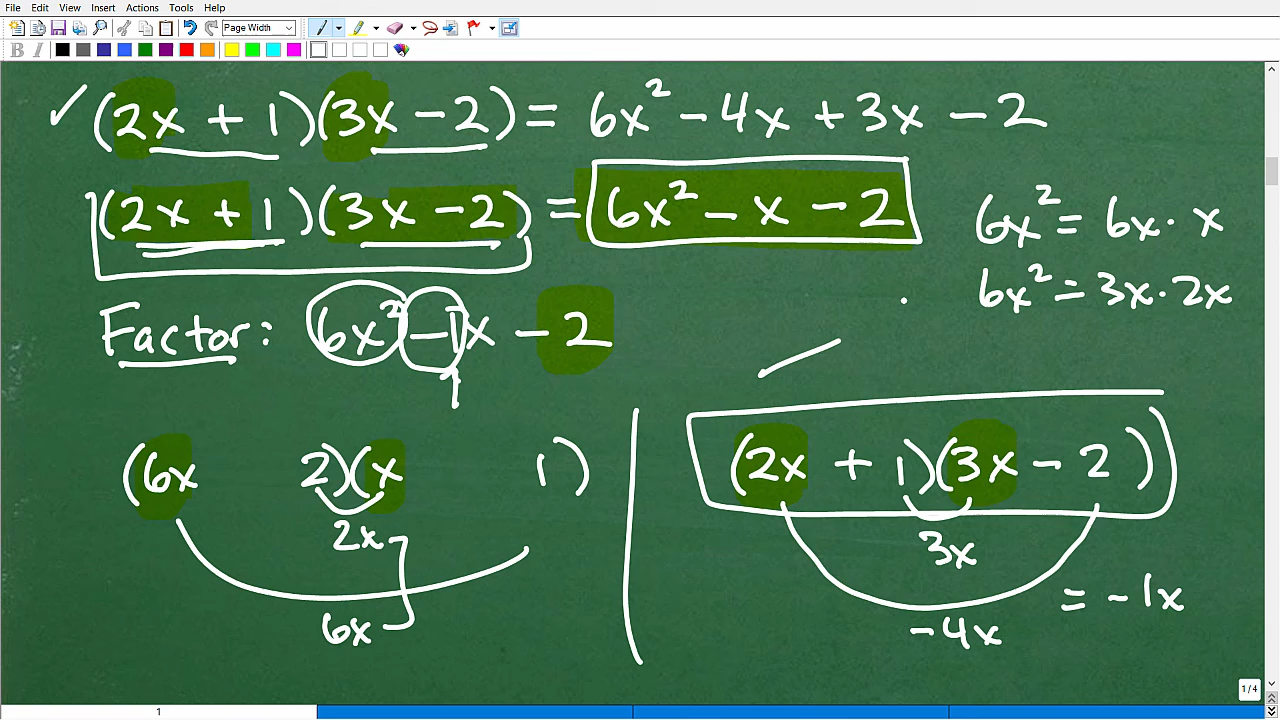 File Edit View Insert Actions Tools Help
Page Width
B I
✓ (2x + 1)(3x - 2) = 6x² - 4x + 3x - 2
(2x + 1)(3x - 2) = 6x² - x - 2
6x² = 6x · x
6x² = 3x · 2x
Factor: 6x² - 1x - 2
(6x 2)(x 1)
2x
6x
(2x + 1)(3x - 2)
3x
= -1x
-4x
1/4
1